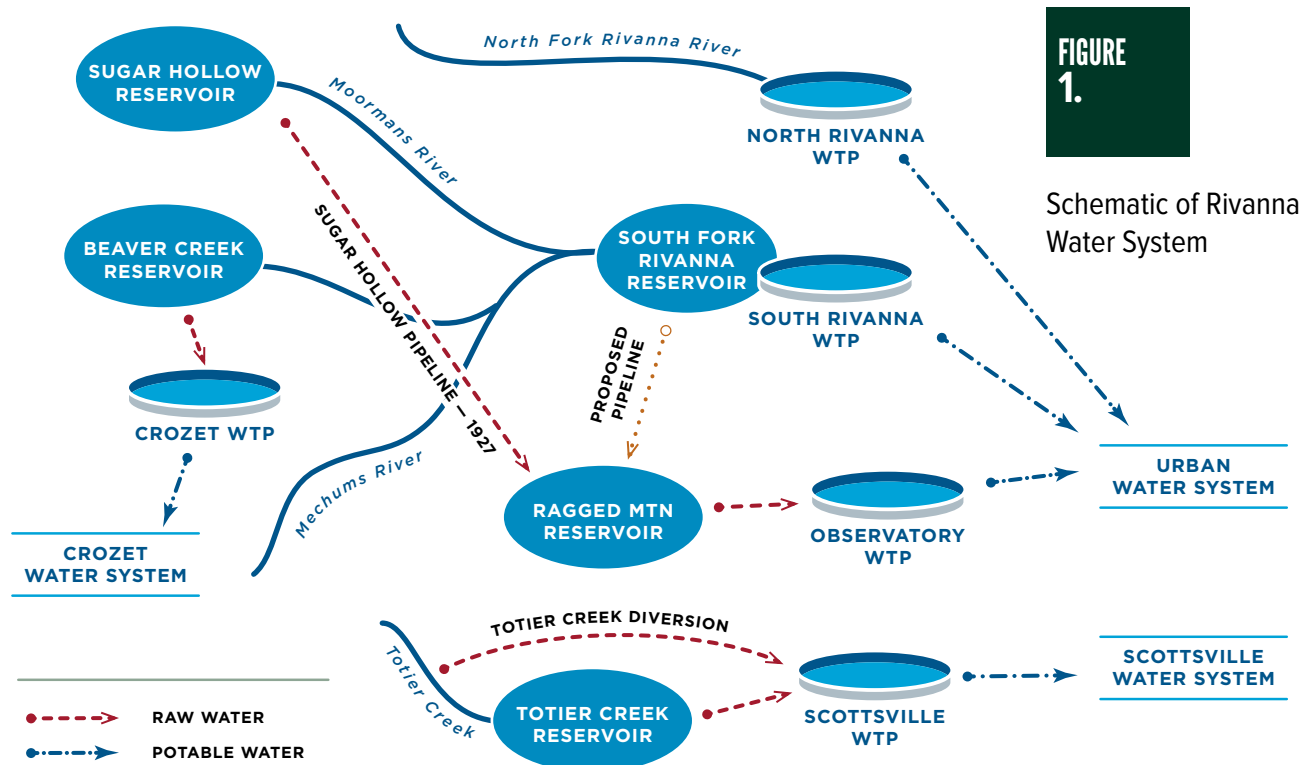 FIGURE
1.
Schematic of Rivanna
Water System
SUGAR HOLLOW
RESERVOIR
Moormans River
North Fork Rivanna River
NORTH RIVANNA
WTP
BEAVER CREEK
RESERVOIR
SUGAR HOLLOW PIPELINE — 1927
SOUTH FORK
RIVANNA
RESERVOIR
SOUTH RIVANNA
WTP
PROPOSED
PIPELINE
CROZET WTP
Mechums River
CROZET
WATER SYSTEM
RAGGED MTN
RESERVOIR
OBSERVATORY
WTP
URBAN
WATER SYSTEM
TOTIER CREEK DIVERSION
Totier Creek
TOTIER CREEK
RESERVOIR
SCOTTSVILLE
WTP
SCOTTSVILLE
WATER SYSTEM
RAW WATER
POTABLE WATER